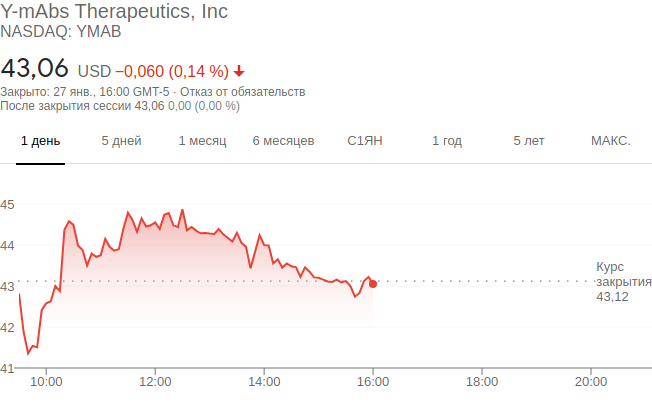 Y-mAbs Therapeutics, Inc
NASDAQ: YMAB
43,06 USD −0,060 (0,14 %)
Закрыто: 27 янв., 16:00 GMT-5 · Отказ от обязательств
После закрытия сессии 43,06 0,00 (0,00 %)
1 день 5 дней 1 месяц 6 месяцев С1ЯН 1 год 5 лет МАКС.
45
44
43
42
41
Курс
закрытия
43,12
10:00 12:00 14:00 16:00 18:00 20:00